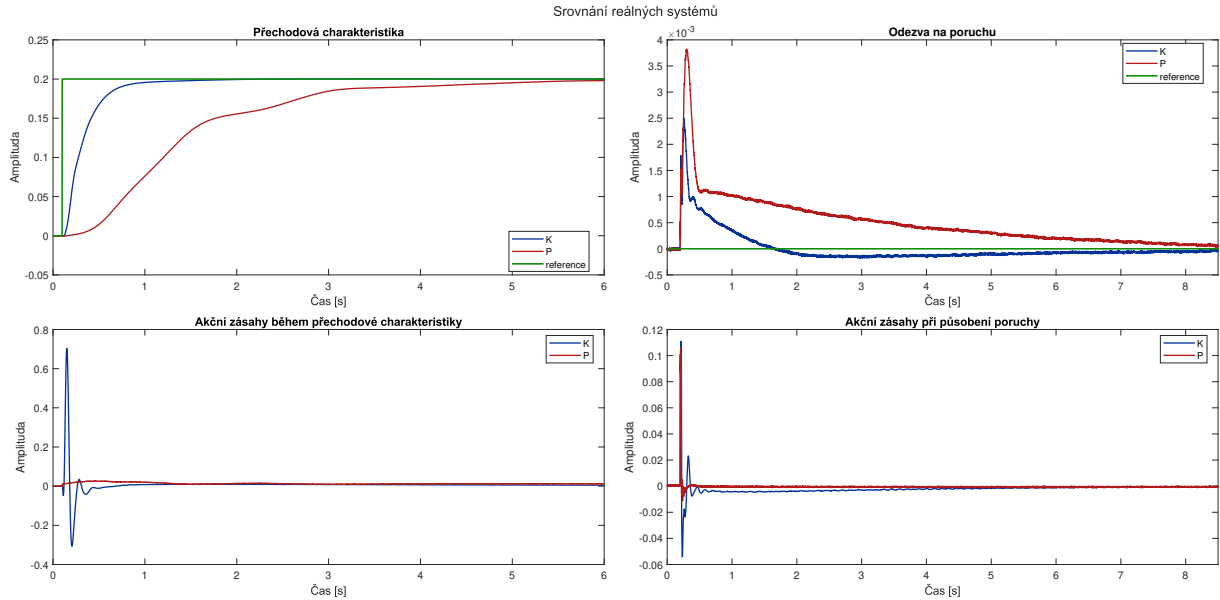 Srovnání reálných systémů
Přechodová charakteristika
0.25
0.2
0.15
0.1
0.05
0
-0.05
Amplituda
0 1 2 3 4 5 6
Čas [s]
K
P
reference
Odezva na poruchu
×10⁻³
4
3.5
3
2.5
2
1.5
1
0.5
0
-0.5
Amplituda
0 1 2 3 4 5 6 7 8
Čas [s]
K
P
reference
Akční zásahy během přechodové charakteristiky
0.8
0.6
0.4
0.2
0
-0.2
-0.4
Amplituda
0 1 2 3 4 5 6
Čas [s]
K
P
Akční zásahy při působení poruchy
0.12
0.1
0.08
0.06
0.04
0.02
0
-0.02
-0.04
-0.06
Amplituda
0 1 2 3 4 5 6 7 8
Čas [s]
K
P